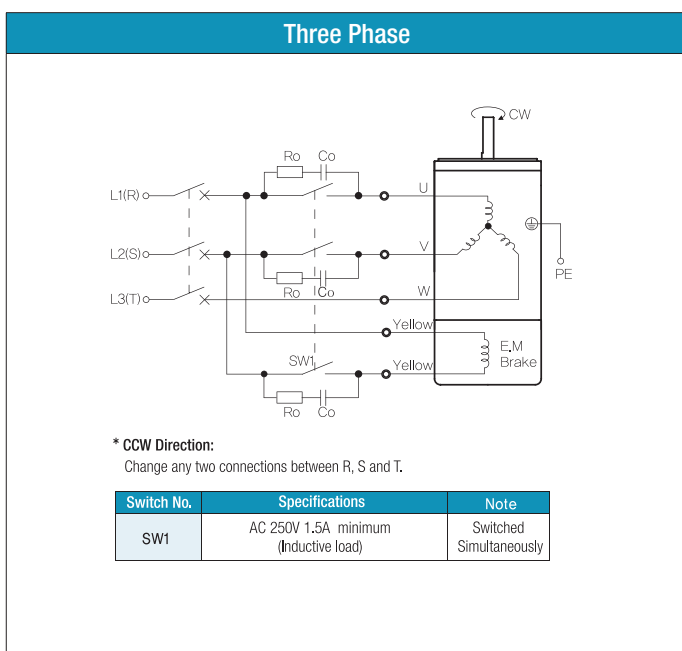 Three Phase
CW
Ro Co
L1(R) U
L2(S) V
PE
Ro Co
L3(T) W
Yellow
E.M
Brake
SW1
Yellow
Ro Co
* CCW Direction:
Change any two connections between R, S and T.
Switch No. Specifications Note
SW1 AC 250V 1.5A minimum Switched
(Inductive load) Simultaneously